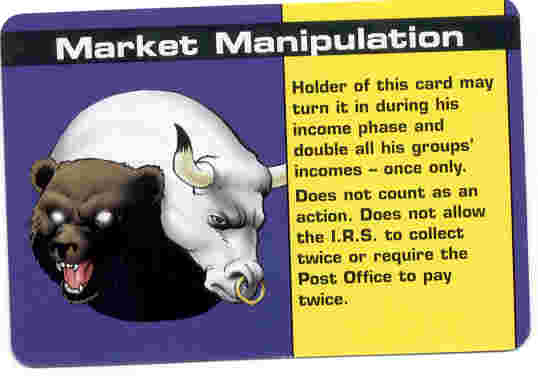 Market Manipulation
Holder of this card may
turn it in during his
income phase and
double all his groups'
incomes – once only.
Does not count as an
action. Does not allow
the I.R.S. to collect
twice or require the
Post Office to pay
twice.